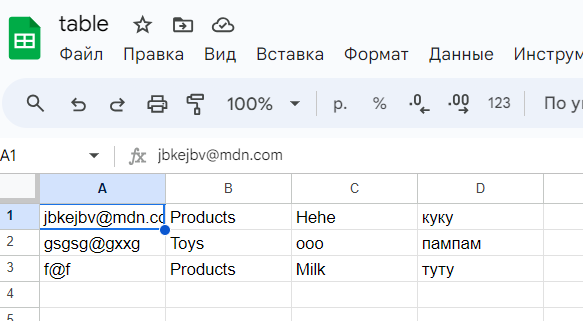 table
Файл Правка Вид Вставка Формат Данные Инструм
100% р. % .0 .00 123 По у
A1 fx jbkejbv@mdn.com
A B C D
1 jbkejbv@mdn.co Products Hehe куку
2 gsgsg@gxxg Toys ооо пампам
3 f@f Products Milk туту
4
5